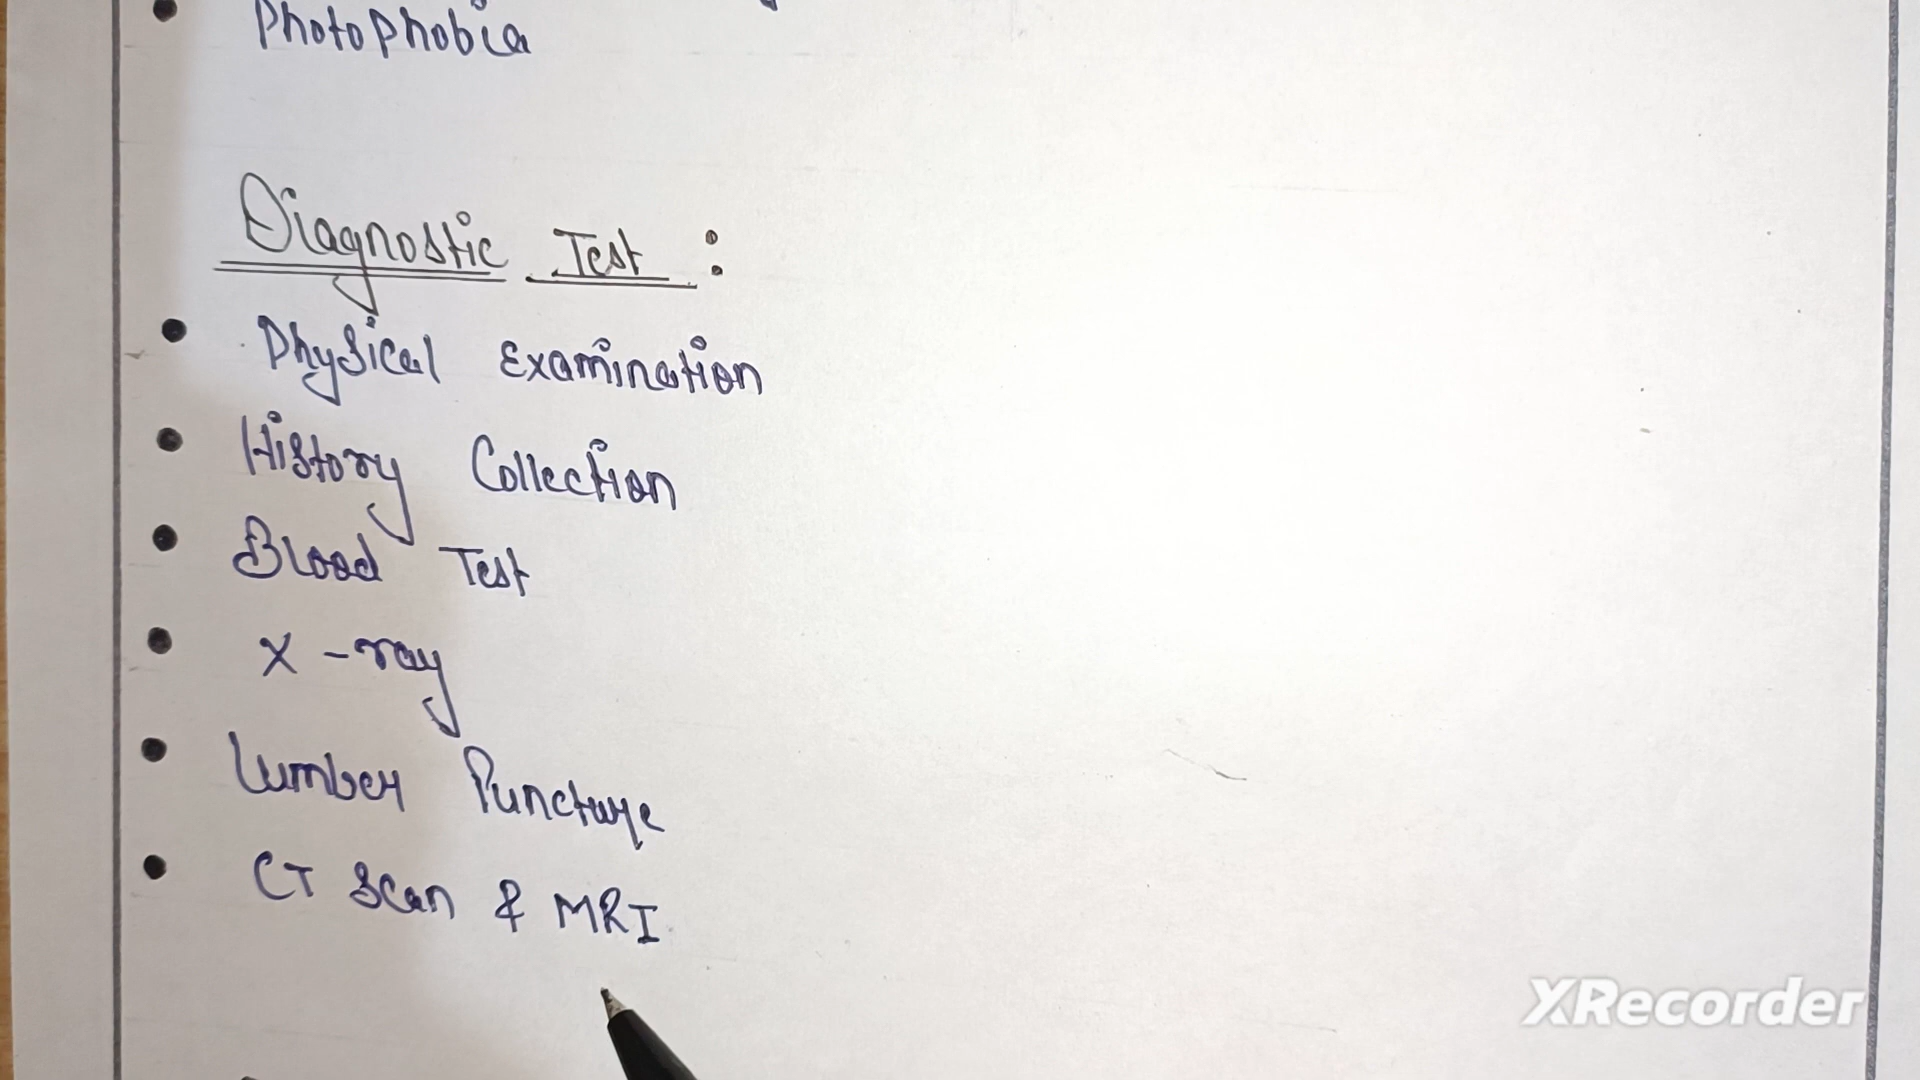 Photophobia
Diagnostic Test :
Physical Examination
History Collection
Blood Test
X-ray
Lumber Puncture
CT Scan & MRI
XRecorder